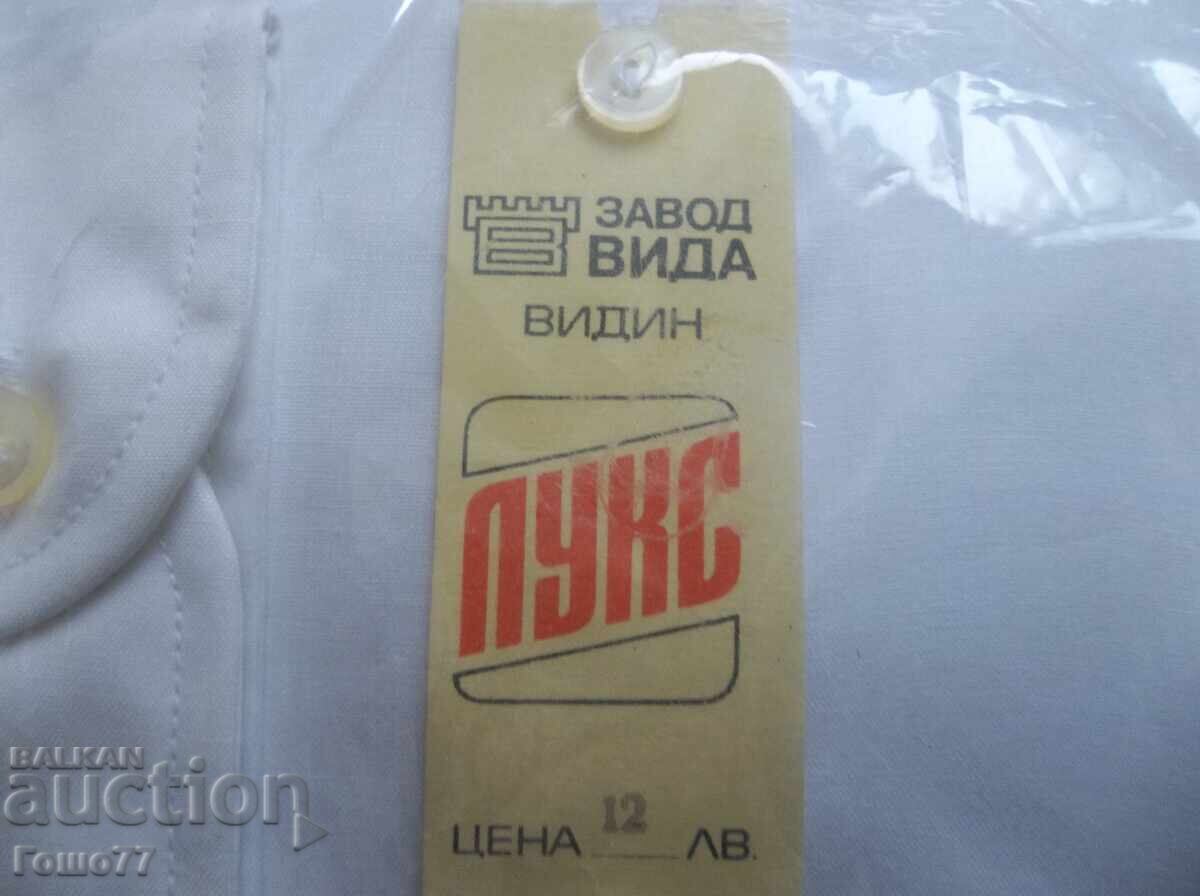 ЗАВОД
ВИДА
ВИДИН
ЛУКС
ЦЕНА 12 ЛВ.
BALKAN
auction
Гошо77